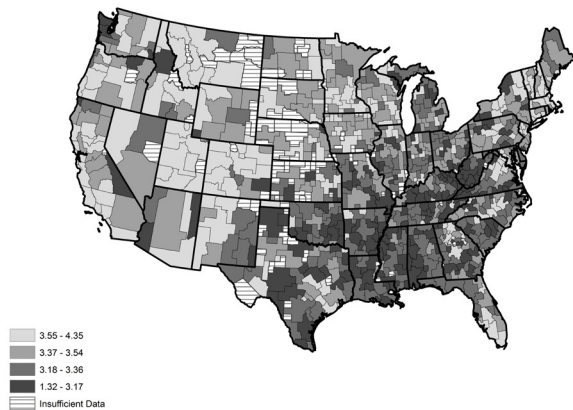 3.55 - 4.35
3.37 - 3.54
3.18 - 3.36
1.32 - 3.17
Insufficient Data